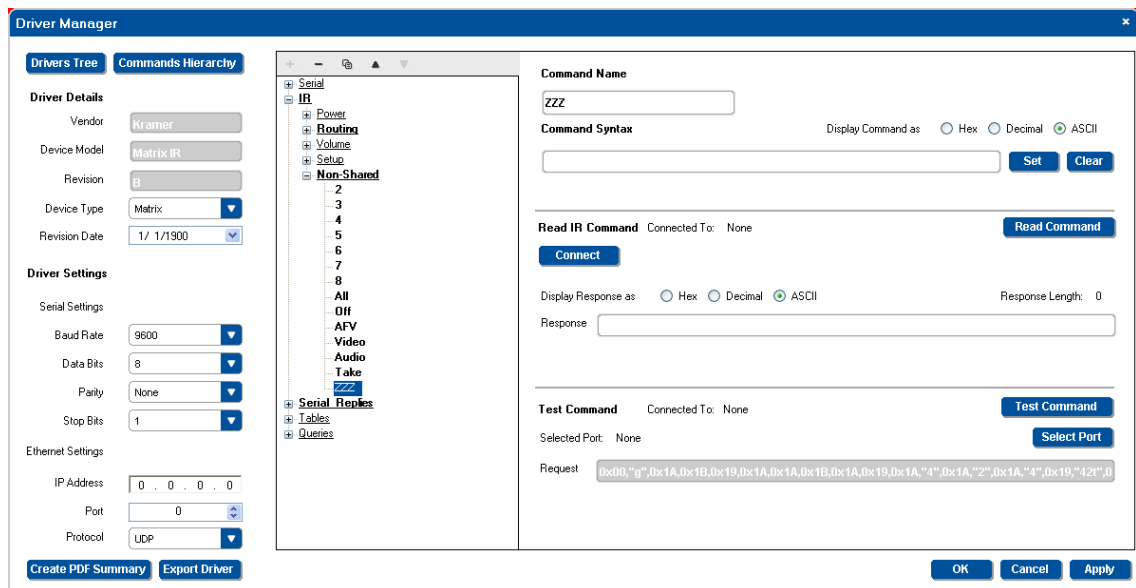 Driver Manager
Drivers Tree
Commands Hierarchy
Driver Details
Vendor
Kramer
Device Model
Matrix IR
Revision
B
Device Type
Matrix
Revision Date
1/ 1/1900
Driver Settings
Serial Settings
Baud Rate
9600
Data Bits
8
Parity
None
Stop Bits
1
Ethernet Settings
IP Address
0 . 0 . 0 . 0
Port
0
Protocol
UDP
Create PDF Summary
Export Driver
Serial
IR
Power
Routing
Volume
Setup
Non-Shared
2
3
4
5
6
7
8
All
Off
AFV
Video
Audio
Take
ZZZ
Serial Replies
Tables
Queries
Command Name
ZZZ
Command Syntax
Display Command as
Hex
Decimal
ASCII
Set
Clear
Read IR Command
Connected To: None
Read Command
Connect
Display Response as
Hex
Decimal
ASCII
Response Length: 0
Response
Test Command
Connected To: None
Test Command
Selected Port: None
Select Port
Request
0x00,"g",0x1A,0x1B,0x19,0x1A,0x1A,0x1B,0x1A,0x19,0x1A,"4",0x1A,"2",0x1A,"4",0x19,"42t",0
OK
Cancel
Apply